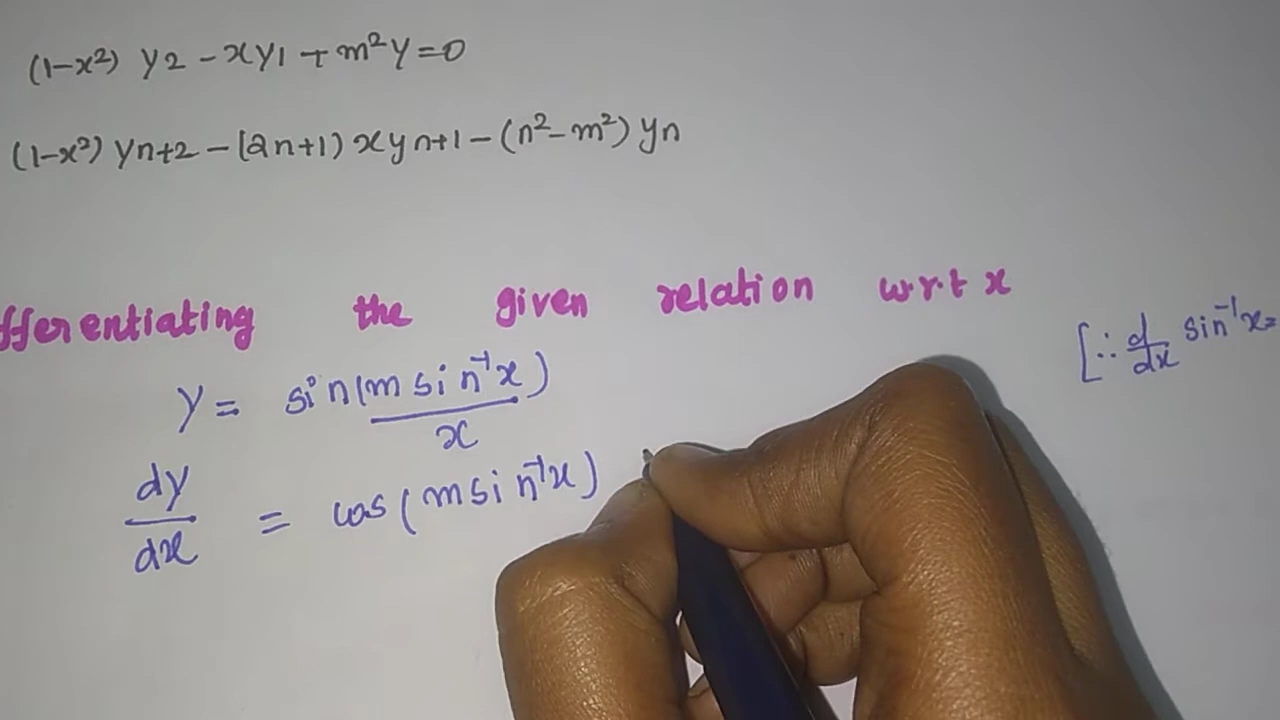 (1-x²) y2 - xy1 + m²y = 0
(1-x²) yn+2 - (2n+1) xyn+1 - (n²-m²) yn
fferentiating the given relation w.r.t x
y = sin(m sin⁻¹x)
x
[∵ d/dx sin⁻¹x=
dy/dx = cos(m sin⁻¹x)